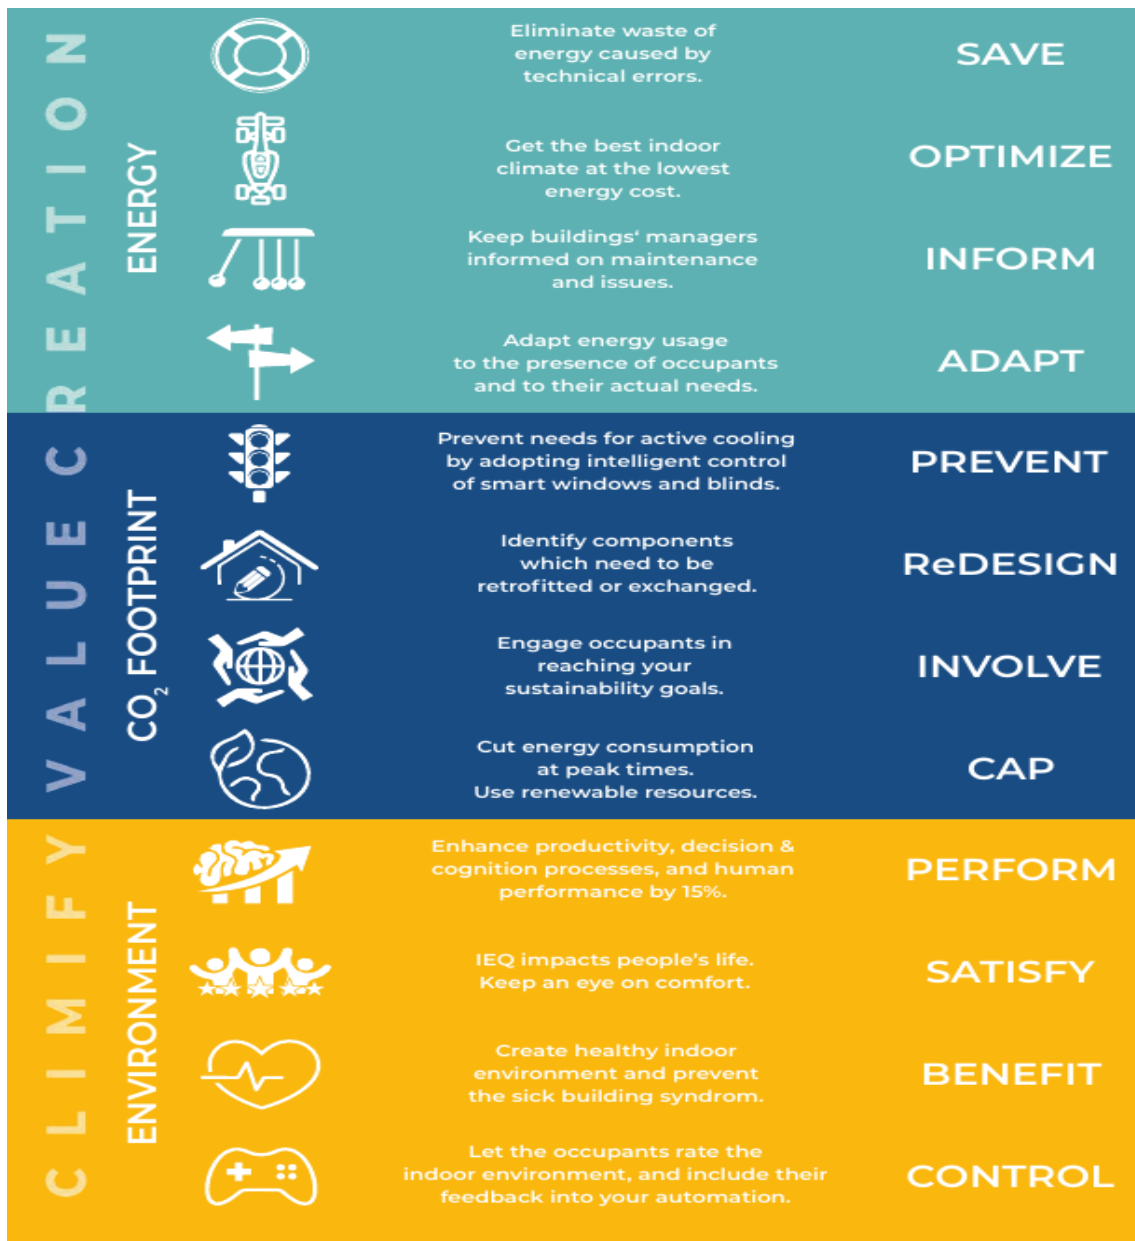 CLIMIFY VALUE CREATION
ENERGY
Eliminate waste of
energy caused by
technical errors.
SAVE
Get the best indoor
climate at the lowest
energy cost.
OPTIMIZE
Keep buildings‘ managers
informed on maintenance
and issues.
INFORM
Adapt energy usage
to the presence of occupants
and to their actual needs.
ADAPT
CO₂ FOOTPRINT
Prevent needs for active cooling
by adopting intelligent control
of smart windows and blinds.
PREVENT
Identify components
which need to be
retrofitted or exchanged.
ReDESIGN
Engage occupants in
reaching your
sustainability goals.
INVOLVE
Cut energy consumption
at peak times.
Use renewable resources.
CAP
ENVIRONMENT
Enhance productivity, decision &
cognition processes, and human
performance by 15%.
PERFORM
IEQ impacts people’s life.
Keep an eye on comfort.
SATISFY
Create healthy indoor
environment and prevent
the sick building syndrom.
BENEFIT
Let the occupants rate the
indoor environment, and include their
feedback into your automation.
CONTROL